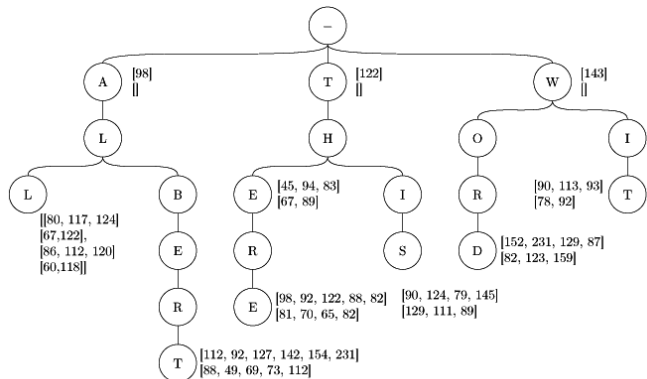 –
A
[98]
[]
T
[122]
[]
W
[143]
[]
L
H
O
I
L
B
E
[45, 94, 83]
[67, 89]
I
R
[90, 113, 93]
[78, 92]
T
[[80, 117, 124]
[67,122],
[86, 112, 120]
[60,118]]
E
R
S
D
[152, 231, 129, 87]
[82, 123, 159]
R
E
[98, 92, 122, 88, 82]
[81, 70, 65, 82]
[90, 124, 79, 145]
[129, 111, 89]
T
[112, 92, 127, 142, 154, 231]
[88, 49, 69, 73, 112]